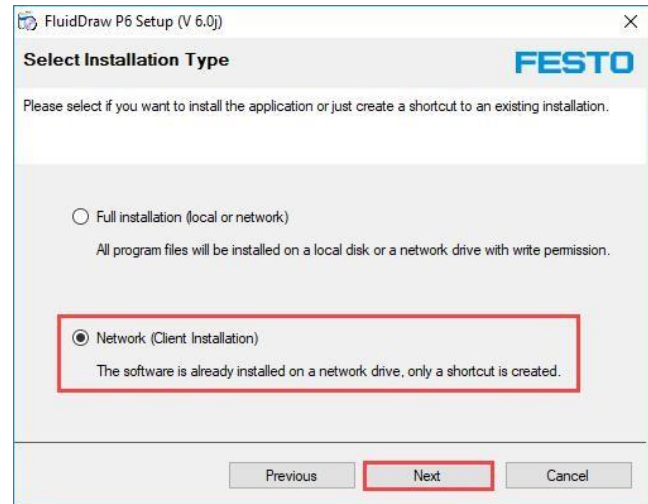 FluidDraw P6 Setup (V 6.0j)
Select Installation Type
FESTO
Please select if you want to install the application or just create a shortcut to an existing installation.
Full installation (local or network)
All program files will be installed on a local disk or a network drive with write permission.
Network (Client Installation)
The software is already installed on a network drive, only a shortcut is created.
Previous
Next
Cancel